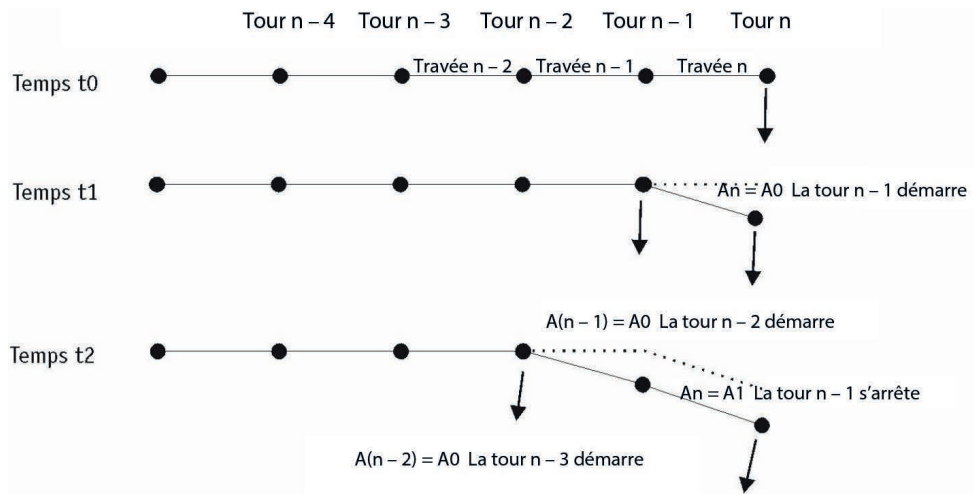 Tour n – 4 Tour n – 3 Tour n – 2 Tour n – 1 Tour n
Temps t0
Travée n – 2 Travée n – 1 Travée n
Temps t1
An = A0 La tour n – 1 démarre
A(n – 1) = A0 La tour n – 2 démarre
Temps t2
An = A1 La tour n – 1 s’arrête
A(n – 2) = A0 La tour n – 3 démarre